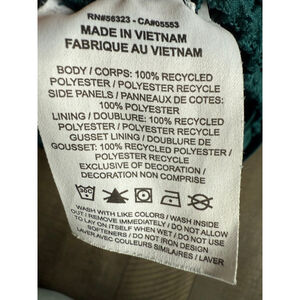 RN#56323 - CA#05553
MADE IN VIETNAM
FABRIQUE AU VIETNAM
BODY / CORPS: 100% RECYCLED
POLYESTER / POLYESTER RECYCLE
SIDE PANELS / PANNEAUX DE COTES:
100% POLYESTER
LINING / DOUBLURE: 100% RECYCLED
POLYESTER / POLYESTER RECYCLE
GUSSET LINING / DOUBLURE DE
GOUSSET: 100% RECYCLED POLYESTER /
POLYESTER RECYCLE
EXCLUSIVE OF DECORATION /
DECORATION NON COMPRISE
WASH WITH LIKE COLORS / WASH INSIDE
OUT / REMOVE IMMEDIATELY / DO NOT ALLOW
TO LAY ON ITSELF WHEN WET / DO NOT USE
SOFTENERS / DO NOT IRON DESIGN
LAVER AVEC COULEURS SIMILAIRES / LAVER